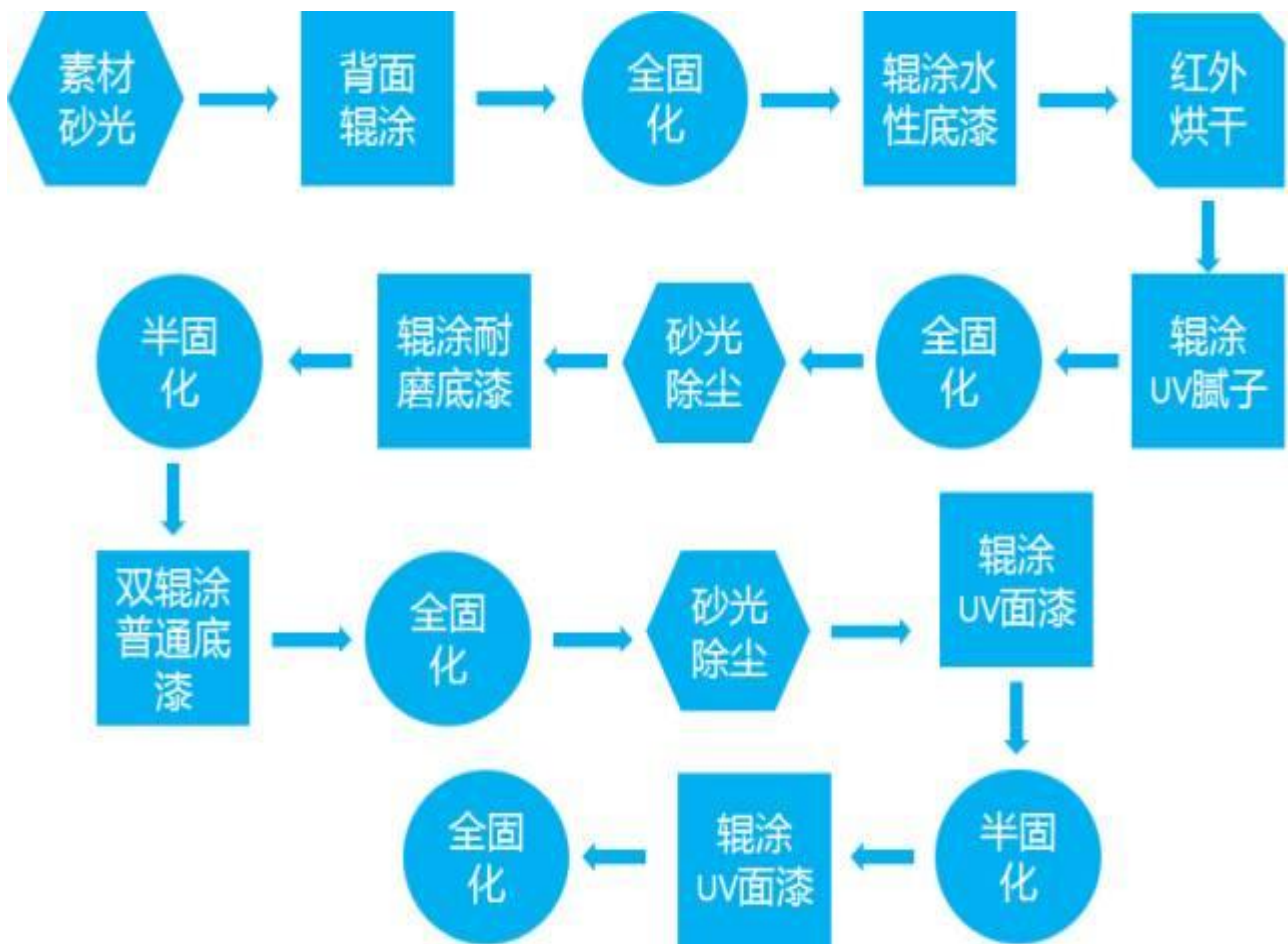 素材
砂光
背面
辊涂
全固
化
辊涂水
性底漆
红外
烘干
辊涂
UV腻子
全固
化
砂光
除尘
辊涂耐
磨底漆
半固
化
双辊涂
普通底
漆
全固
化
砂光
除尘
辊涂
UV面漆
半固
化
辊涂
UV面漆
全固
化